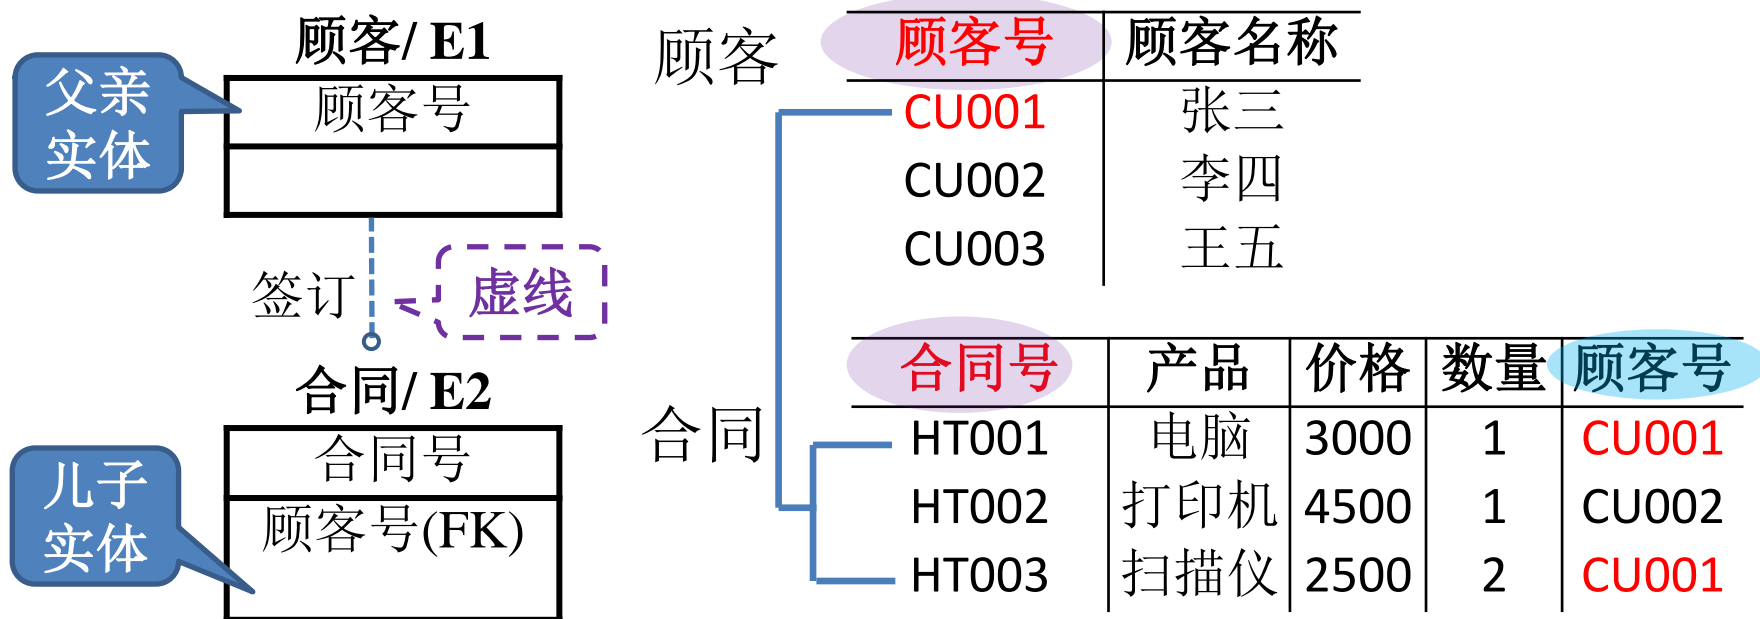 顾客/ E1
父亲
实体
顾客号
签订
虚线
合同/ E2
儿子
实体
合同号
顾客号(FK)
顾客
顾客号 顾客名称
CU001 张三
CU002 李四
CU003 王五
合同
合同号 产品 价格 数量 顾客号
HT001 电脑 3000 1 CU001
HT002 打印机 4500 1 CU002
HT003 扫描仪 2500 2 CU001